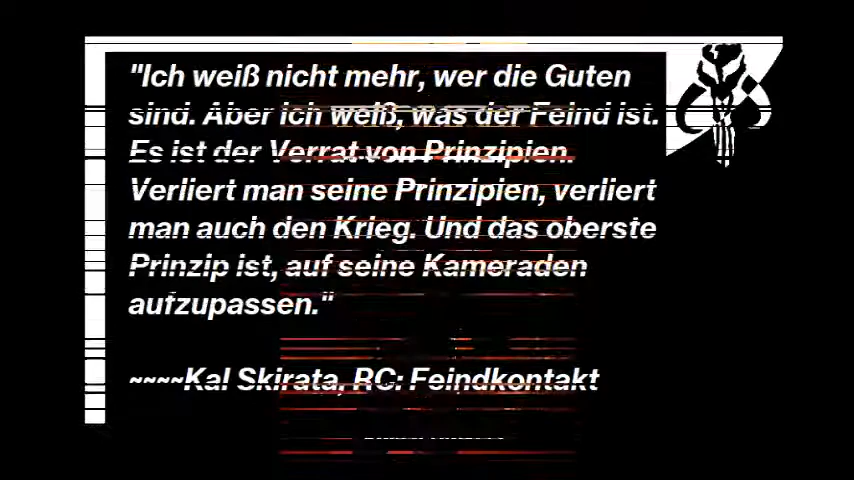 "Ich weiß nicht mehr, wer die Guten
sind. Aber ich weiß, was der Feind ist.
Es ist der Verrat von Prinzipien.
Verliert man seine Prinzipien, verliert
man auch den Krieg. Und das oberste
Prinzip ist, auf seine Kameraden
aufzupassen."
~~~~Kal Skirata, RC: Feindkontakt